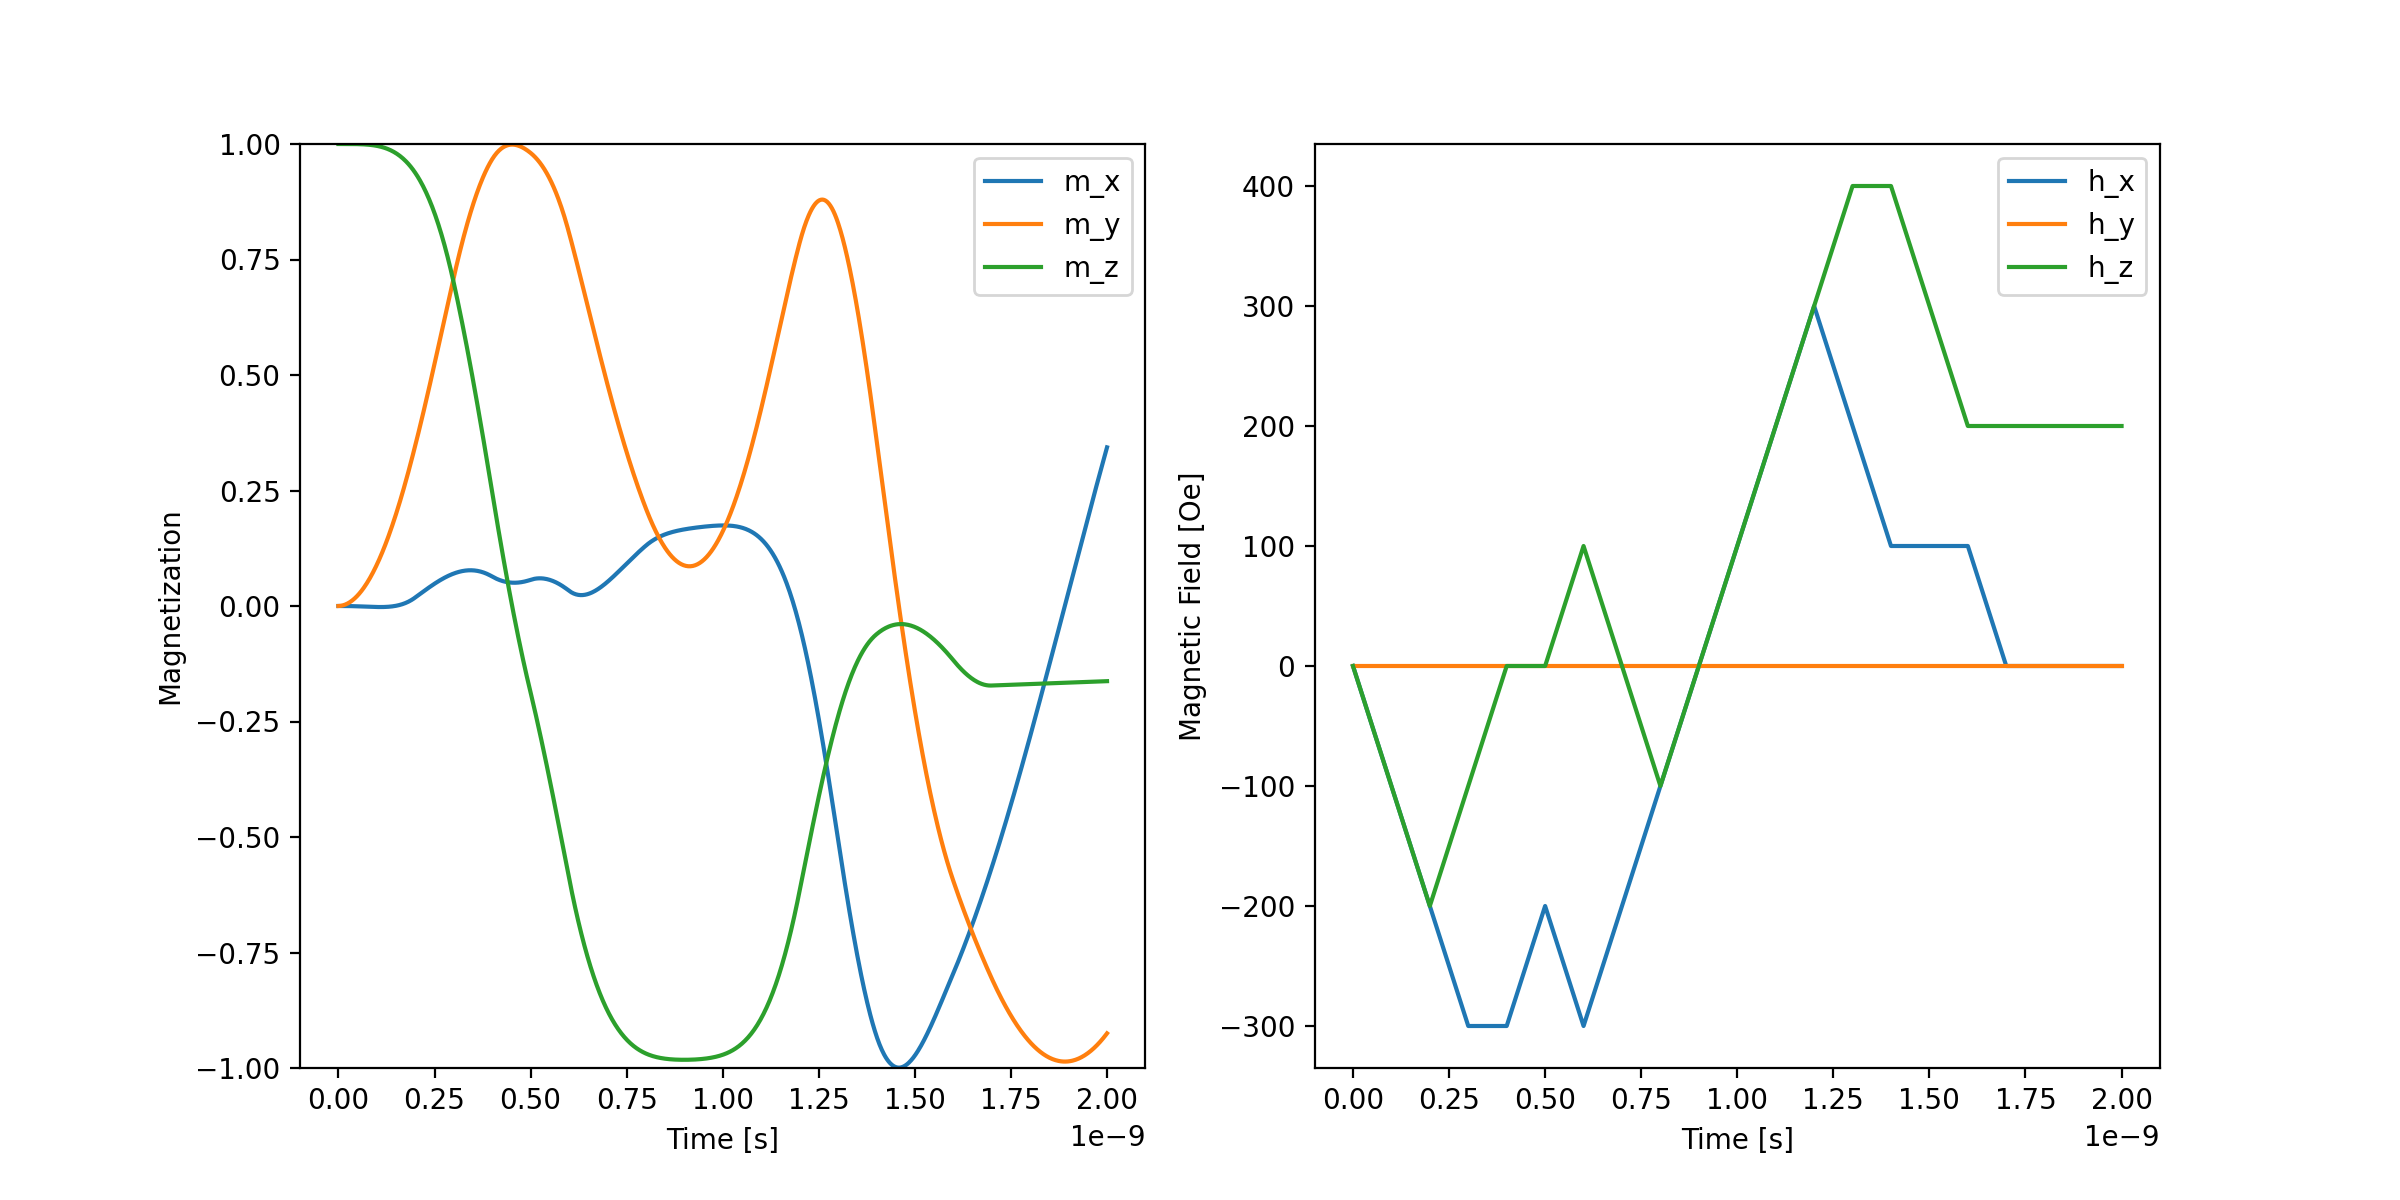 1.00
0.75
0.50
0.25
0.00
−0.25
−0.50
−0.75
−1.00
Magnetization
0.00 0.25 0.50 0.75 1.00 1.25 1.50 1.75 2.00
Time [s]
1e−9
m_x
m_y
m_z
400
300
200
100
0
−100
−200
−300
Magnetic Field [Oe]
0.00 0.25 0.50 0.75 1.00 1.25 1.50 1.75 2.00
Time [s]
1e−9
h_x
h_y
h_z